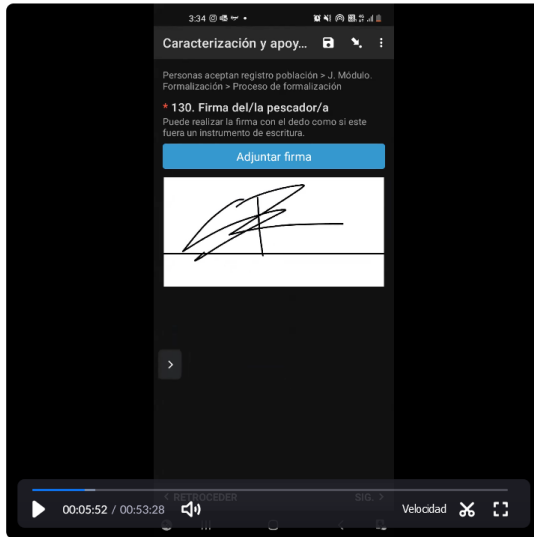 3:34
Caracterización y apoy...
Personas aceptan registro población > J. Módulo.
Formalización > Proceso de formalización
* 130. Firma del/la pescador/a
Puede realizar la firma con el dedo como si este
fuera un instrumento de escritura.
Adjuntar firma
< RETROCEDER SIG. >
00:05:52 / 00:53:28 Velocidad